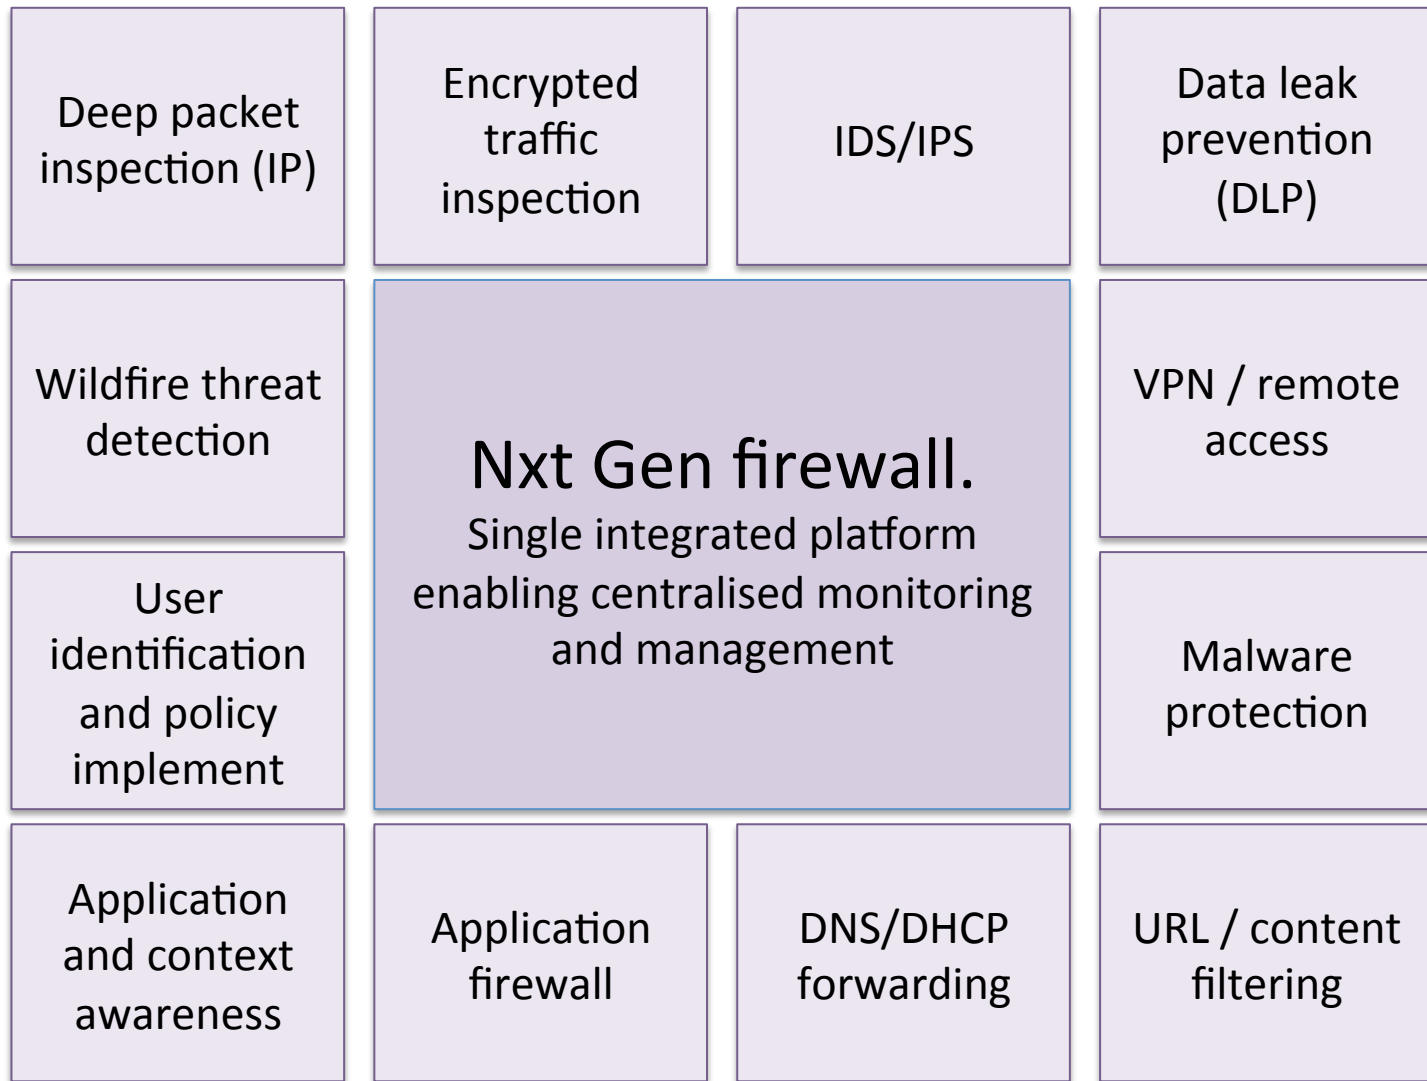 Deep packet
inspection (IP)
Encrypted
traffic
inspection
IDS/IPS
Data leak
prevention
(DLP)
Wildfire threat
detection
Nxt Gen firewall.
Single integrated platform
enabling centralised monitoring
and management
VPN / remote
access
User
identification
and policy
implement
Malware
protection
Application
and context
awareness
Application
firewall
DNS/DHCP
forwarding
URL / content
filtering